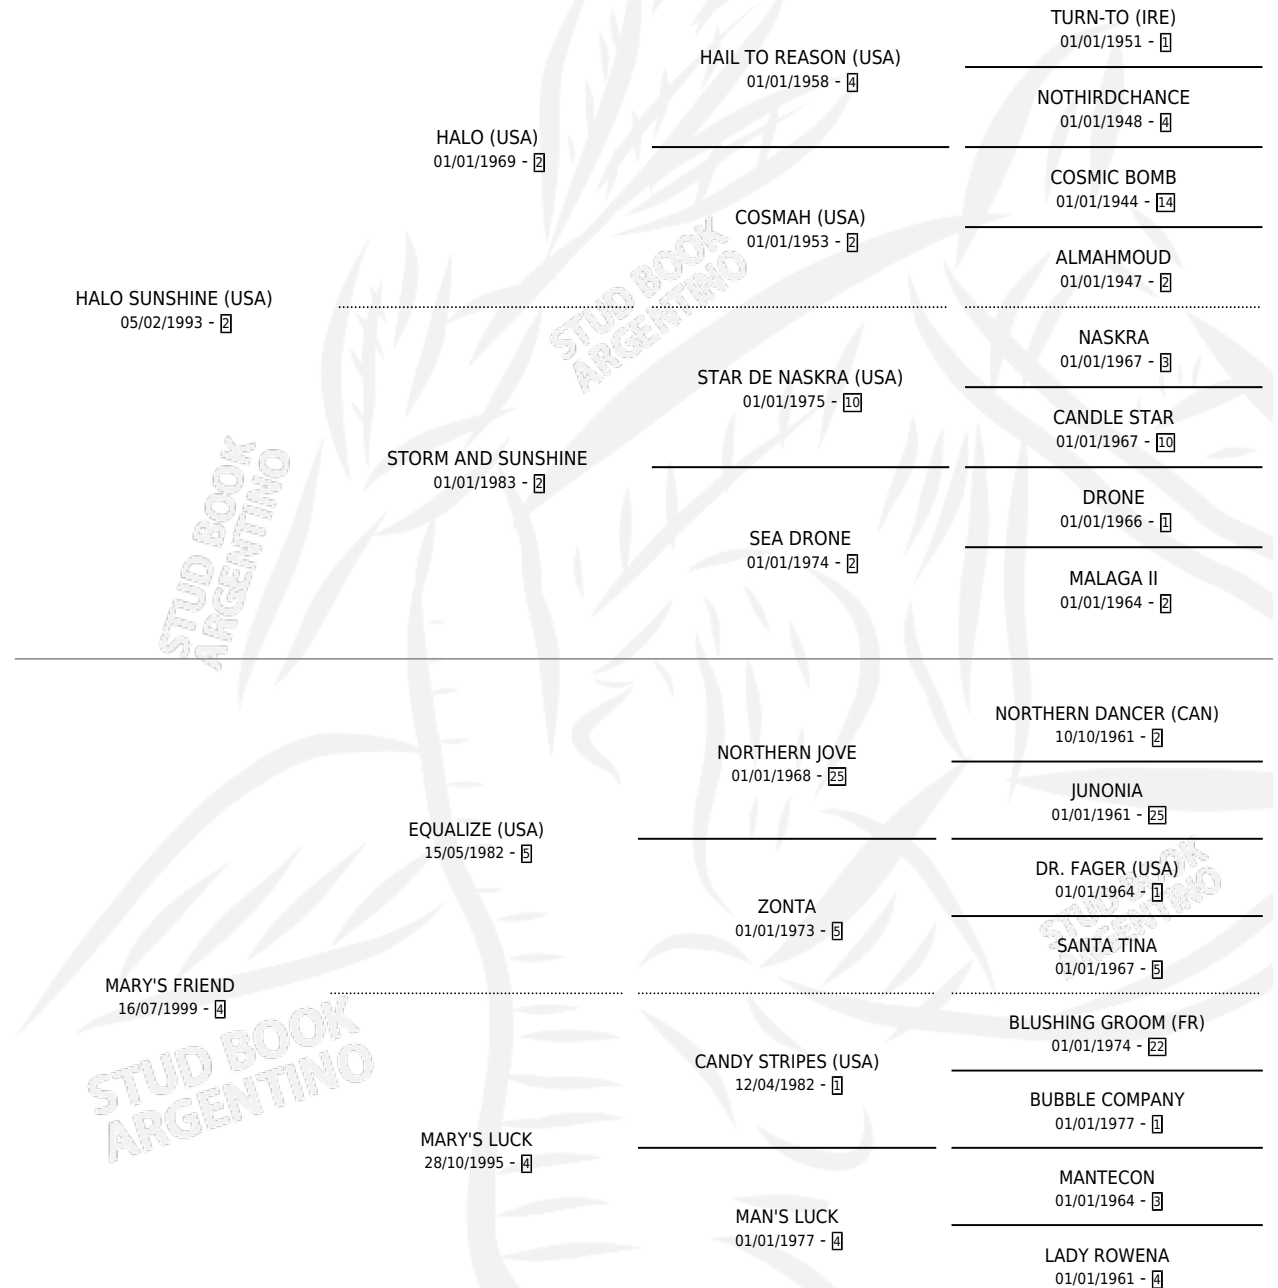 TURN-TO (IRE)
01/01/1951 - 1
HAIL TO REASON (USA)
01/01/1958 - 4
NOTHIRDCHANCE
01/01/1948 - 4
HALO (USA)
01/01/1969 - 2
COSMIC BOMB
01/01/1944 - 14
COSMAH (USA)
01/01/1953 - 2
ALMAHMOUD
01/01/1947 - 2
HALO SUNSHINE (USA)
05/02/1993 - 2
STUD BOOK
ARGENTINO
NASKRA
01/01/1967 - 3
STAR DE NASKRA (USA)
01/01/1975 - 10
CANDLE STAR
01/01/1967 - 10
STORM AND SUNSHINE
01/01/1983 - 2
DRONE
01/01/1966 - 1
SEA DRONE
01/01/1974 - 2
MALAGA II
01/01/1964 - 2
STUD BOOK
ARGENTINO
NORTHERN DANCER (CAN)
10/10/1961 - 2
NORTHERN JOVE
01/01/1968 - 25
JUNONIA
01/01/1961 - 25
EQUALIZE (USA)
15/05/1982 - 5
DR. FAGER (USA)
01/01/1964 - 1
ZONTA
01/01/1973 - 5
STUD BOOK
ARGENTINO
SANTA TINA
01/01/1967 - 5
MARY'S FRIEND
16/07/1999 - 4
STUD BOOK
ARGENTINO
BLUSHING GROOM (FR)
01/01/1974 - 22
CANDY STRIPES (USA)
12/04/1982 - 1
BUBBLE COMPANY
01/01/1977 - 1
MARY'S LUCK
28/10/1995 - 4
MANTECON
01/01/1964 - 3
MAN'S LUCK
01/01/1977 - 4
LADY ROWENA
01/01/1961 - 4